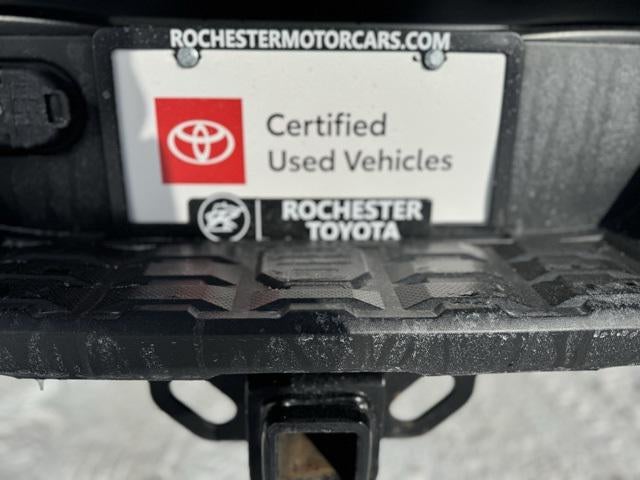 ROCHESTERMOTORCARS.COM
Certified
Used Vehicles
ROCHESTER
TOYOTA